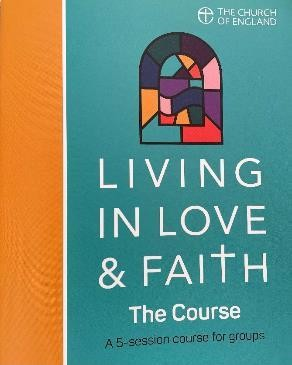 THE CHURCH
OF ENGLAND
LIVING
IN LOVE
& FAITH
The Course
A 5-session course for groups